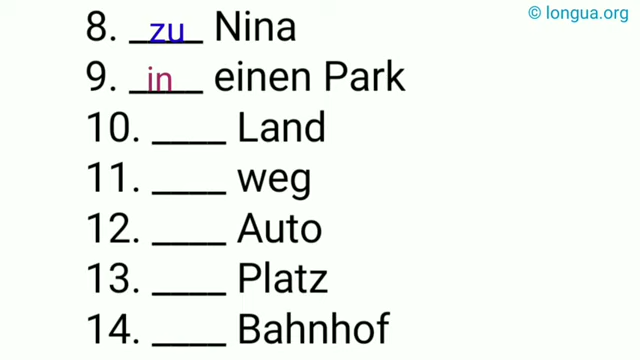 © longua.org
8. zu Nina
9. in einen Park
10. ____ Land
11. ____ weg
12. ____ Auto
13. ____ Platz
14. ____ Bahnhof